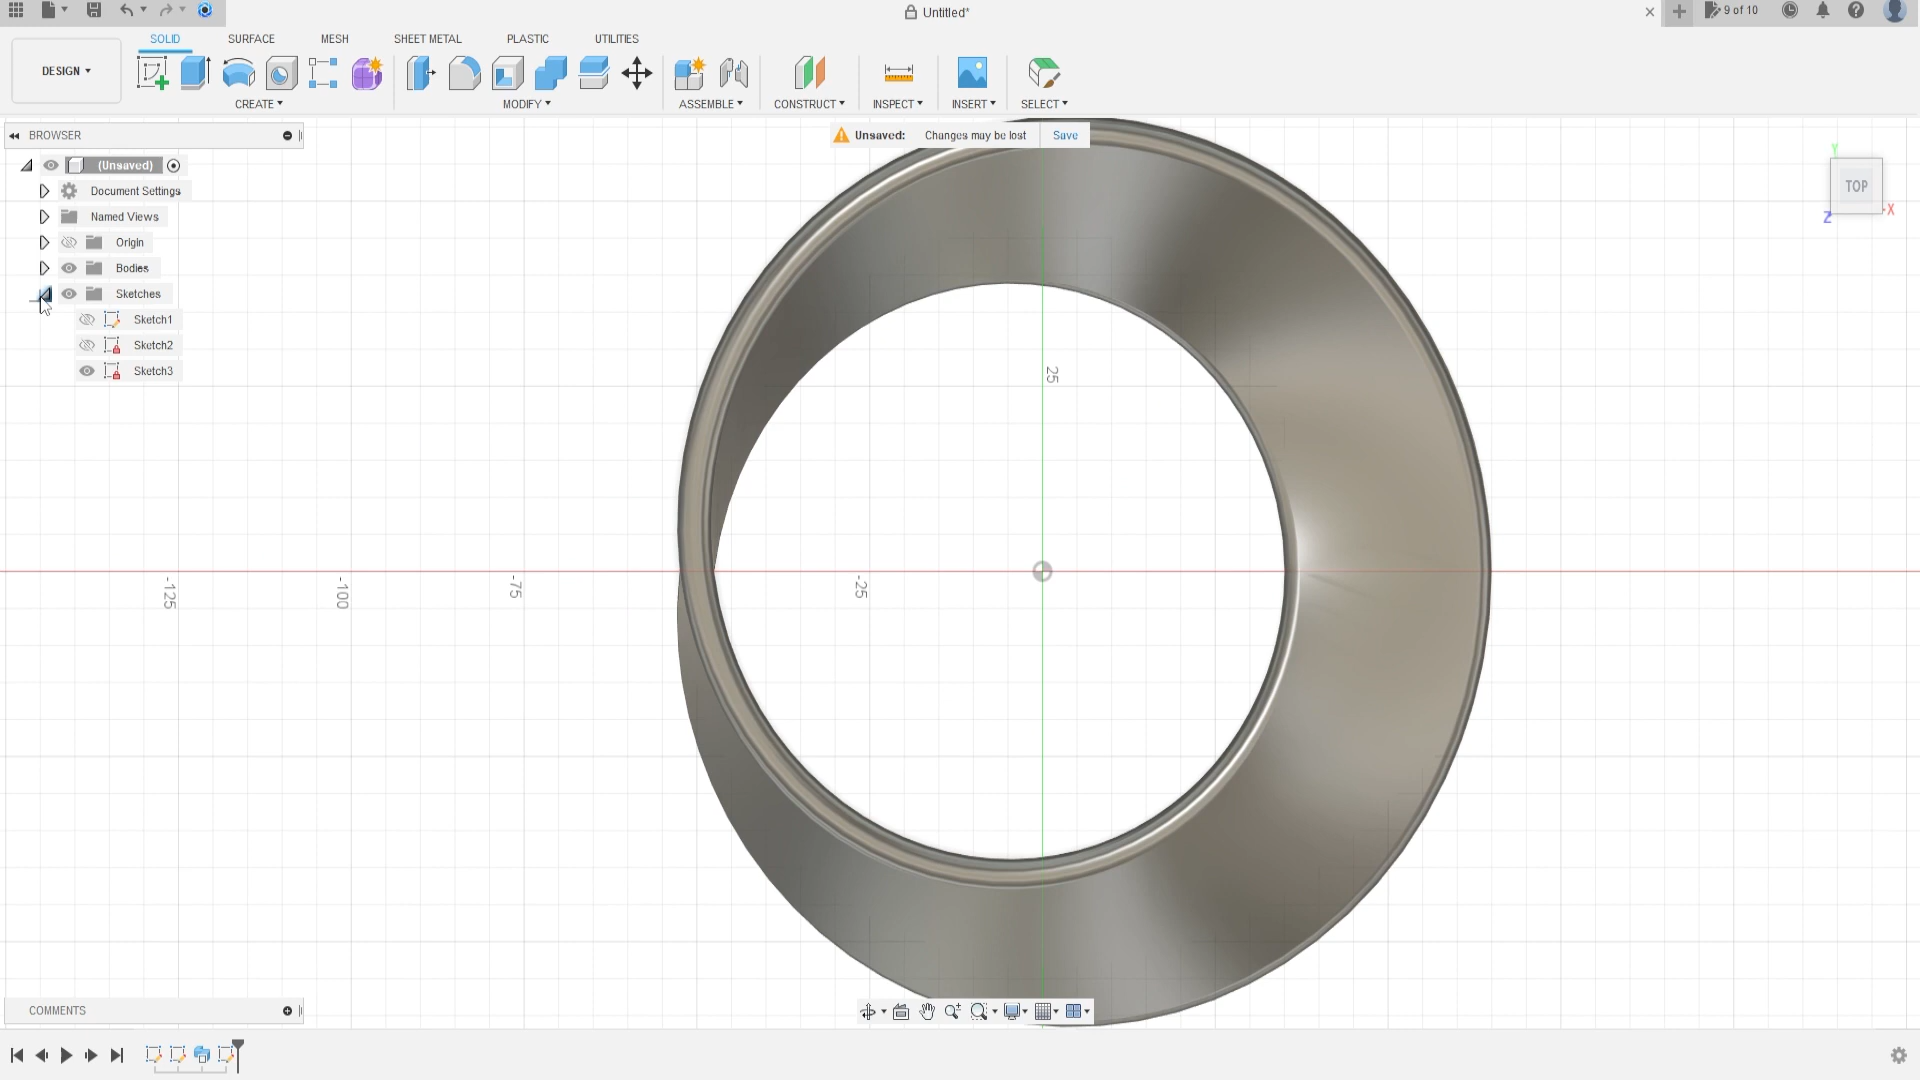 Untitled*
9 of 10
SOLID SURFACE MESH SHEET METAL PLASTIC UTILITIES
DESIGN
CREATE MODIFY ASSEMBLE CONSTRUCT INSPECT INSERT SELECT
BROWSER
Unsaved: Changes may be lost Save
(Unsaved)
Document Settings
Named Views
Origin
Bodies
Sketches
Sketch1
Sketch2
Sketch3
Y
TOP
X
Z
25
-125
-100
-75
-25
COMMENTS